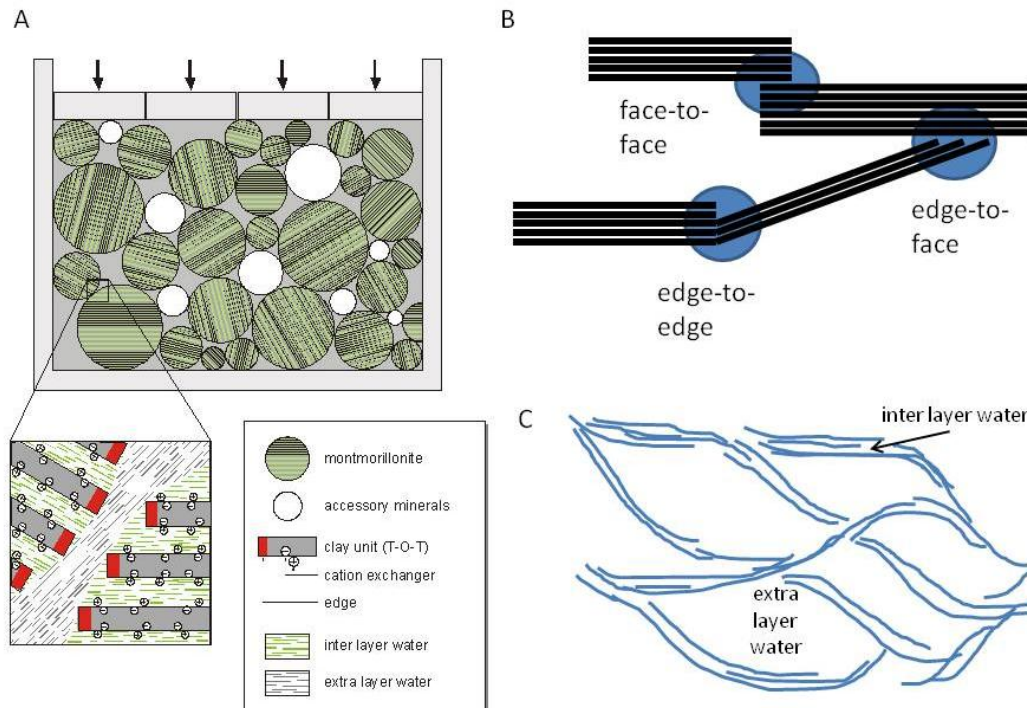 A
montmorillonite
accessory minerals
clay unit (T-O-T)
cation exchanger
edge
inter layer water
extra layer water
B
face-to-
face
edge-to-
face
edge-to-
edge
C
inter layer water
extra
layer
water